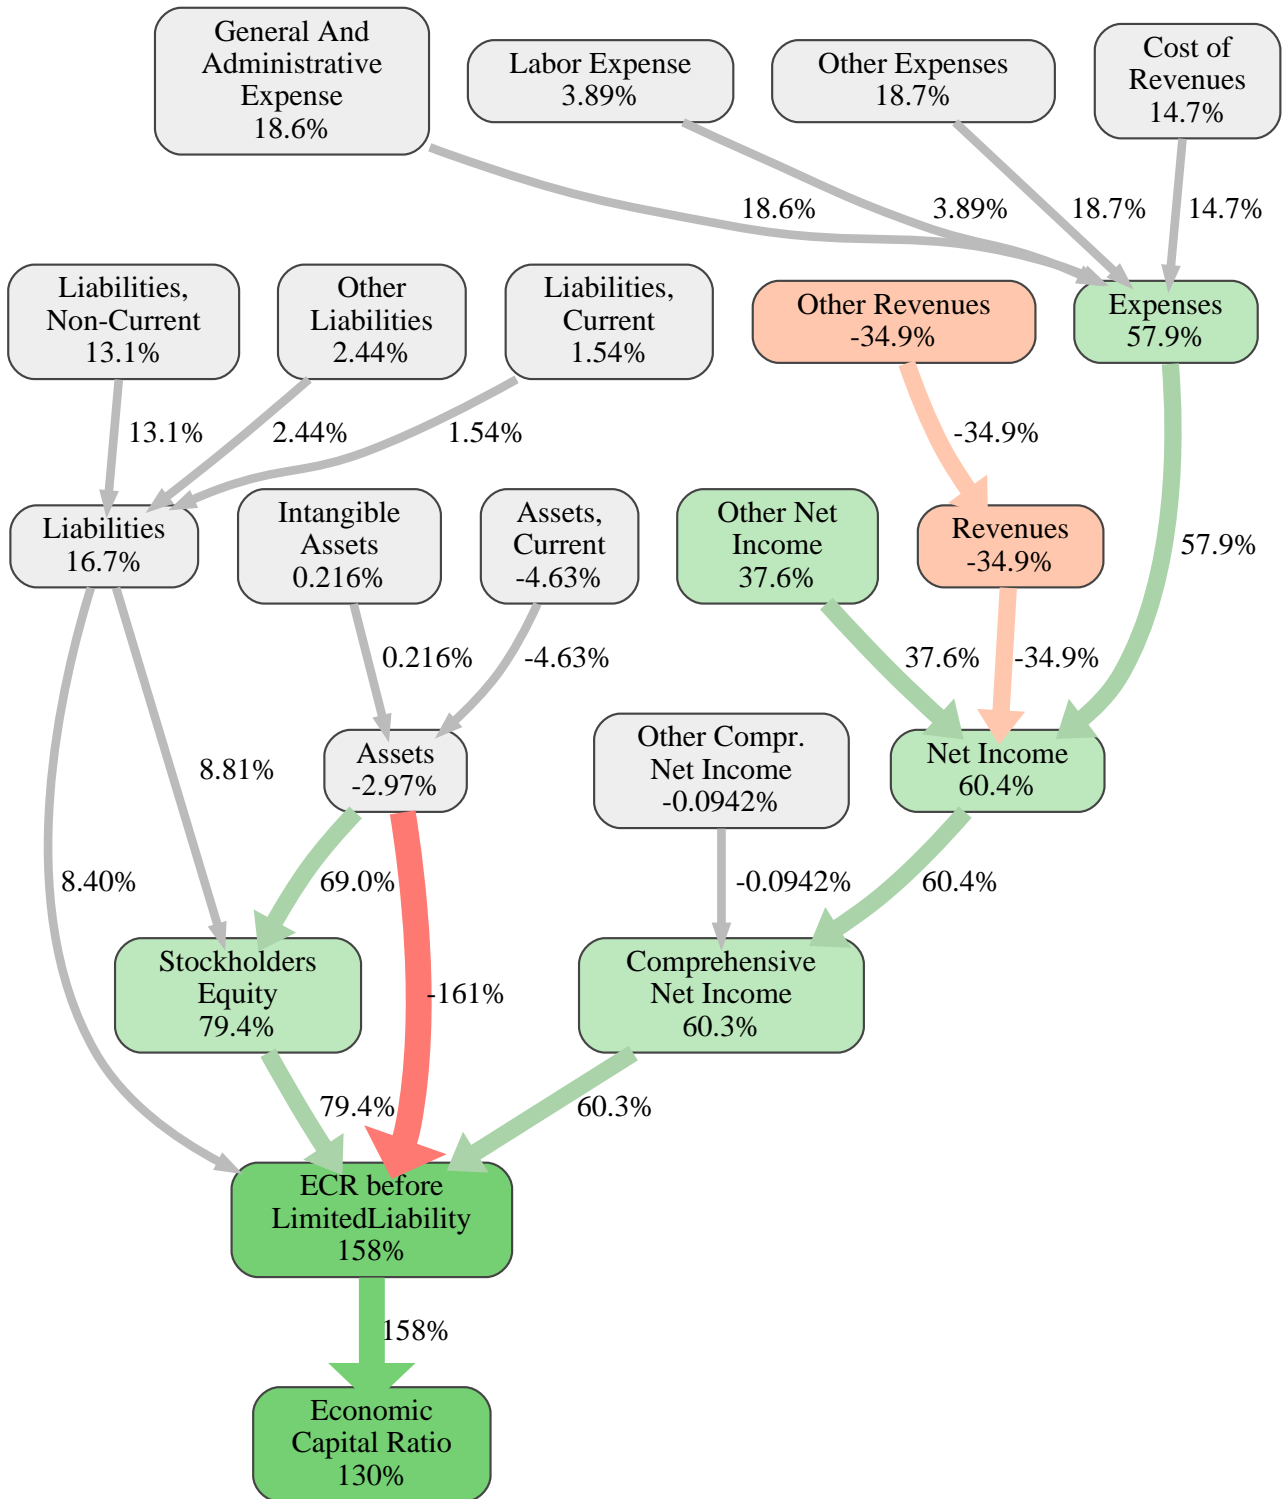 General And
Administrative
Expense
18.6%
Labor Expense
3.89%
Other Expenses
18.7%
Cost of
Revenues
14.7%
18.6%
3.89%
18.7%
14.7%
Liabilities,
Non-Current
13.1%
Other
Liabilities
2.44%
Liabilities,
Current
1.54%
Other Revenues
-34.9%
Expenses
57.9%
13.1%
2.44%
1.54%
-34.9%
57.9%
Liabilities
16.7%
Intangible
Assets
0.216%
Assets,
Current
-4.63%
Other Net
Income
37.6%
Revenues
-34.9%
0.216%
-4.63%
37.6%
-34.9%
8.81%
Assets
-2.97%
Other Compr.
Net Income
-0.0942%
Net Income
60.4%
8.40%
69.0%
-161%
-0.0942%
60.4%
Stockholders
Equity
79.4%
Comprehensive
Net Income
60.3%
79.4%
60.3%
ECR before
LimitedLiability
158%
158%
Economic
Capital Ratio
130%